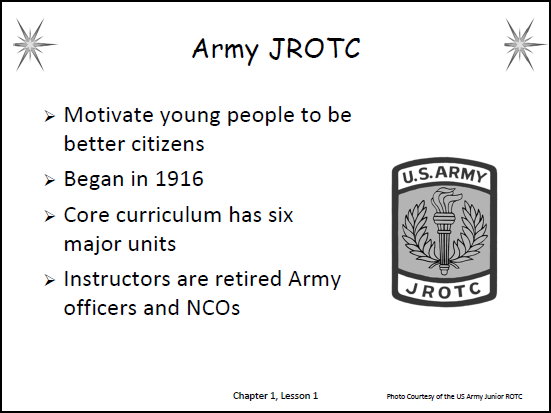 Army JROTC
➢ Motivate young people to be
better citizens
➢ Began in 1916
➢ Core curriculum has six
major units
➢ Instructors are retired Army
officers and NCOs
U.S. ARMY
JROTC
Chapter 1, Lesson 1
Photo Courtesy of the US Army Junior ROTC